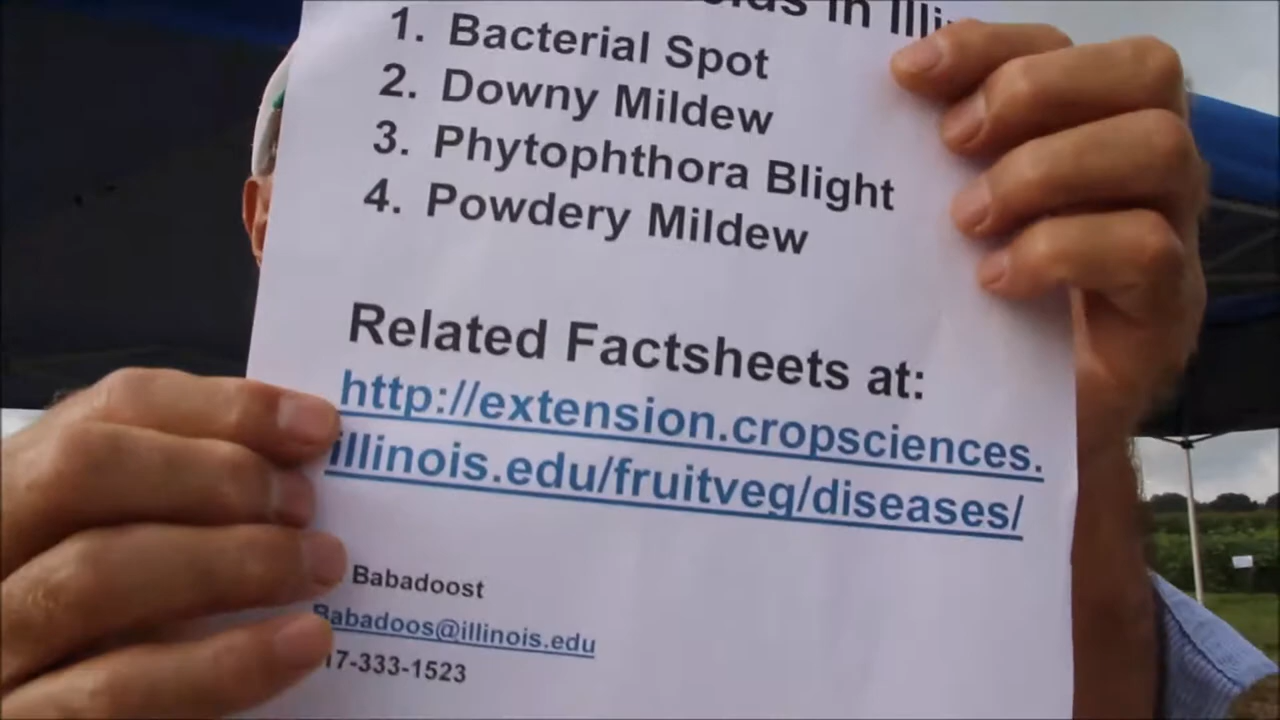 in
1. Bacterial Spot
2. Downy Mildew
3. Phytophthora Blight
4. Powdery Mildew
Related Factsheets at:
http://extension.cropsciences.
illinois.edu/fruitveg/diseases/
Babadoost
Babadoos@illinois.edu
17-333-1523